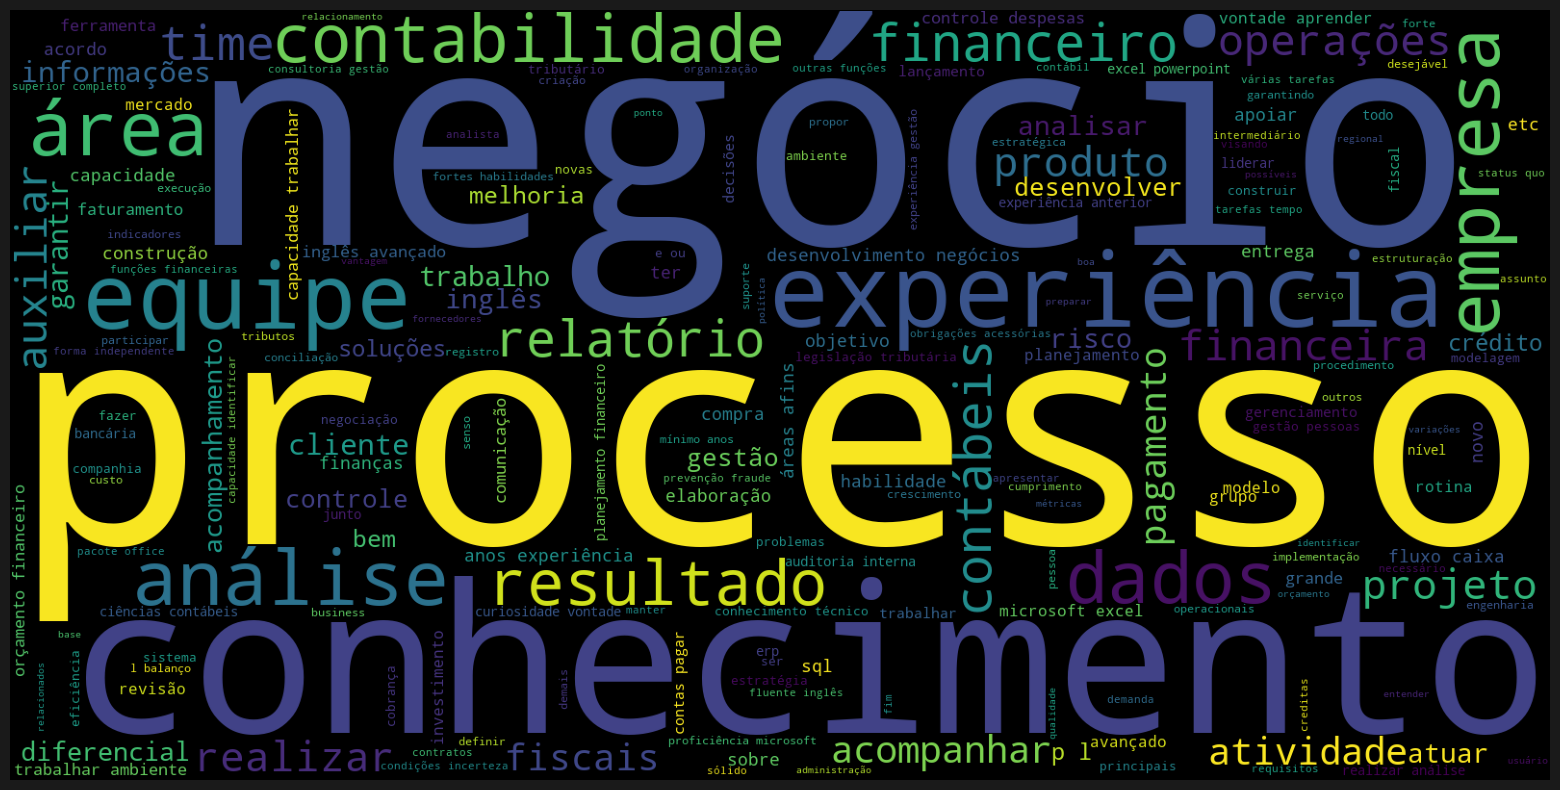 ferramenta
relacionamento
time
contabilidade
financeiro
controle despesas
vontade aprender
forte
acordo
operações
informações
consultoria gestão
tributário
organização
outras funções
lançamento
contábil
excel powerpoint
desejável
superior completo
criação
várias tarefas
garantindo
mercado
negócio
área
capacidade trabalhar
analista
ponto
propor
experiência gestão
estratégica
analisar
apoiar
todo
empresa
etc
intermediário
regional
visando
decisões
ambiente
produto
liderar
possíveis
fiscal
status quo
capacidade
fortes habilidades
novas
melhoria
desenvolver
construir
execução
auxiliar
garantir
faturamento
experiência anterior
tarefas tempo
indicadores
construção
inglês avançado
e ou
desenvolvimento negócios
entrega
estruturação
funções financeiras
vantagem
equipe
trabalho
ter
suporte
política
experiência
boa
assunto
inglês
preparar
serviço
fornecedores
participar
tributos
relatório
obrigações acessórias
risco
financeira
crédito
forma independente
conciliação
soluções
registro
objetivo
legislação tributária
planejamento
modelagem
procedimento
acompanhamento
capacidade identificar
processo
planejamento financeiro
áreas afins
contábeis
pagamento
fazer
negociação
comunicação
senso
compra
outros
gerenciamento
gestão pessoas
variações
novo
bancária
cliente
finanças
mínimo anos
gestão
nível
companhia
custo
prevenção fraude
habilidade
apresentar
cumprimento
modelo
grupo
rotina
controle
junto
elaboração
crescimento
métricas
orçamento financeiro
bem
problemas
identificar
pacote office
anos experiência
auditoria interna
pessoa
implementação
fluxo caixa
análise
resultado
dados
necessário
grande
projeto
orçamento
ciências contábeis
business
curiosidade vontade
manter
conhecimento técnico
trabalhar
microsoft excel
operacionais
engenharia
base
conhecimento
relacionados
eficiência
sistema
l balanço
revisão
cobrança
investimento
demais
contas pagar
erp
ser
sql
estratégia
fluente inglês
fim
qualidade
demanda
creditas
entender
diferencial
realizar
contratos
definir
fiscais
proficiência microsoft
sobre
acompanhar
p l
avançado
atividade
atuar
trabalhar ambiente
condições incerteza
sólido
administração
principais
requisitos
realizar análise
usuário